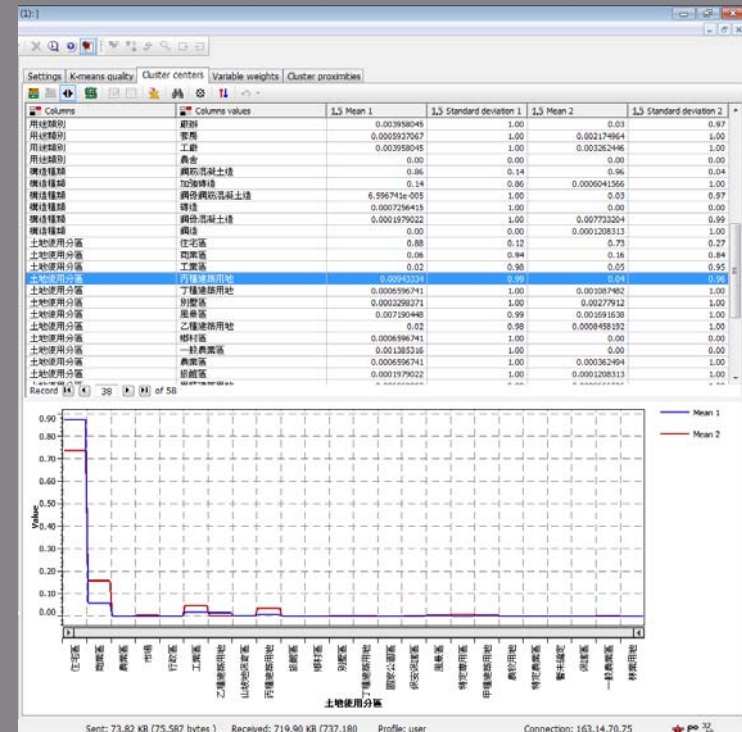 (1): ]
Settings K-means quality Cluster centers Variable weights Cluster proximities
Columns Columns values 1,5 Mean 1 1,5 Standard deviation 1 1,5 Mean 2 1,5 Standard deviation 2
用途類別 廠辦 0.003958045 1.00 0.03 0.97
用途類別 套房 0.0005937067 1.00 0.002174964 1.00
用途類別 工廠 0.003958045 1.00 0.003262446 1.00
用途類別 農舍 0.00 0.00 0.00 0.00
構造種類 鋼筋混凝土造 0.86 0.14 0.96 0.04
構造種類 加強磚造 0.14 0.86 0.0006041566 1.00
構造種類 鋼骨鋼筋混凝土造 6.596741e-005 1.00 0.03 0.97
構造種類 磚造 0.0007256415 1.00 0.00 0.00
構造種類 鋼骨混凝土造 0.0001979022 1.00 0.007733204 0.99
構造種類 鋼造 0.00 0.00 0.0001208313 1.00
土地使用分區 住宅區 0.88 0.12 0.73 0.27
土地使用分區 商業區 0.06 0.94 0.16 0.84
土地使用分區 工業區 0.02 0.98 0.05 0.95
土地使用分區 丙種建築用地 0.00943334 0.99 0.04 0.96
土地使用分區 丁種建築用地 0.0006596741 1.00 0.001087482 1.00
土地使用分區 別墅區 0.0003298371 1.00 0.00277912 1.00
土地使用分區 風景區 0.007190448 0.99 0.001691638 1.00
土地使用分區 乙種建築用地 0.02 0.98 0.0008458192 1.00
土地使用分區 鄉村區 0.0006596741 1.00 0.00 0.00
土地使用分區 一般農業區 0.001385316 1.00 0.00 0.00
土地使用分區 農業區 0.0006596741 1.00 0.000362494 1.00
土地使用分區 旅館區 0.0001979022 1.00 0.0001208313 1.00
Record 38 of 58
Mean 1
Mean 2
0.90
0.80
0.70
0.60
0.50
0.40
0.30
0.20
0.10
0.00
Value
住宅區 商業區 農業區 市場 行政區 工業區 乙種建築用地 山坡地保育區 丙種建築用地 旅館區 鄉村區 別墅區 丁種建築用地 國家公園區 保安保護區 風景區 特定專用區 甲種建築用地 農牧用地 特定農業區 暫未編定 保護區 一般農業區 林業用地
土地使用分區
Sent: 73.82 KB (75,587 bytes ) Received: 719.90 KB (737,180 Profile: user Connection: 163.14.70.75